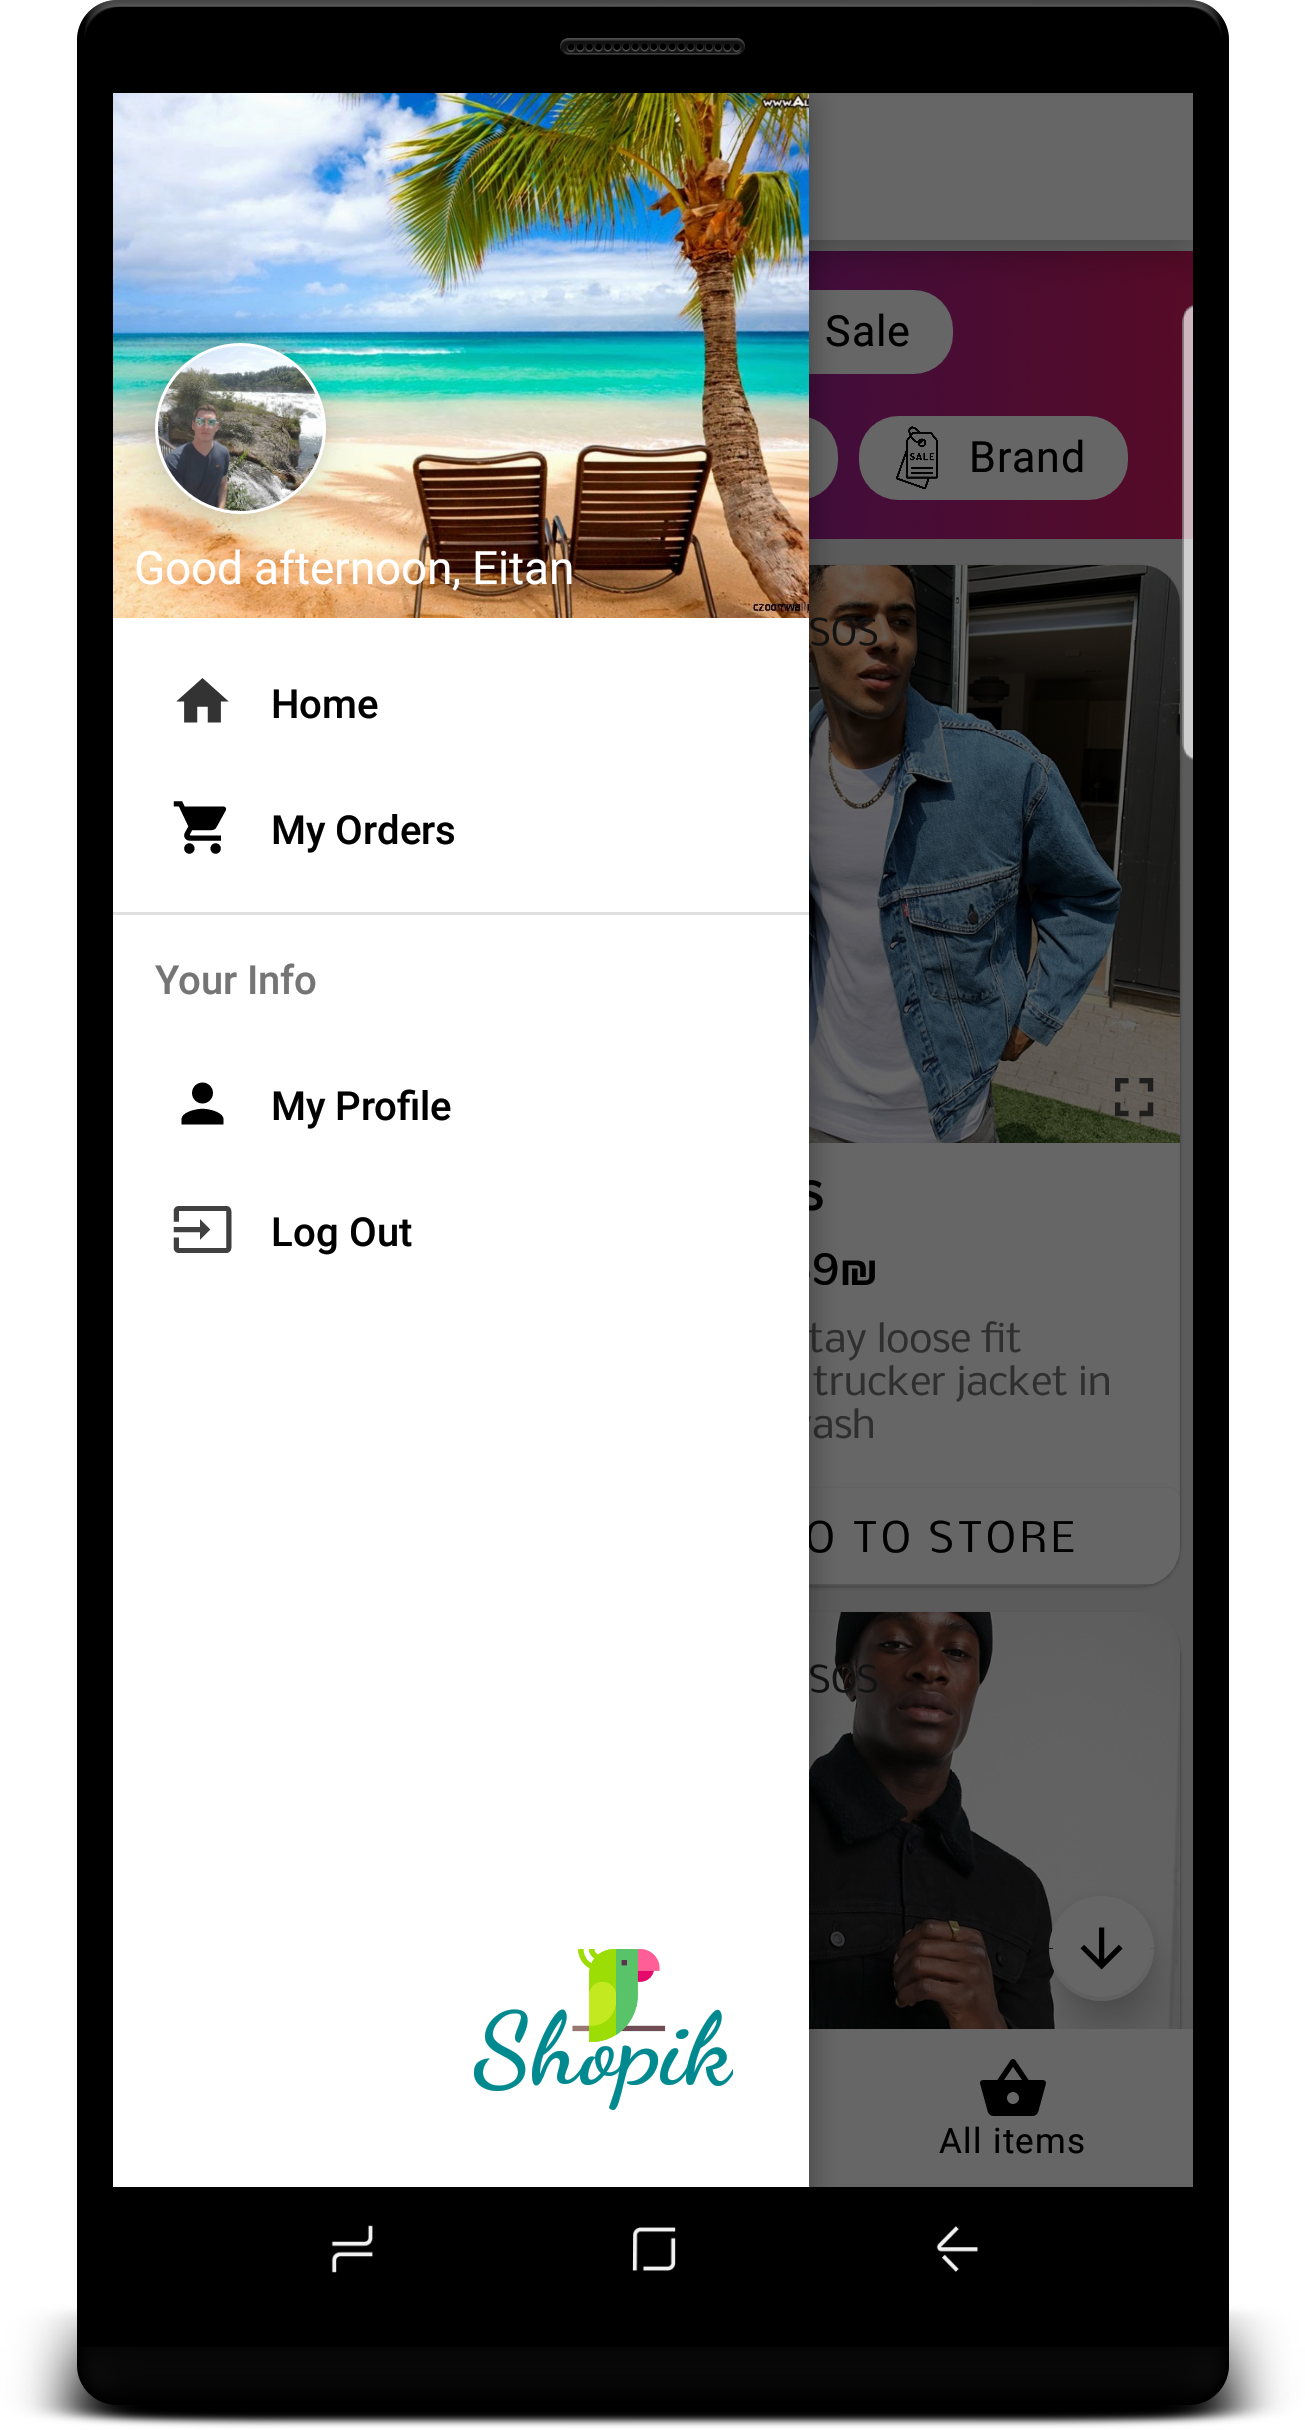 Good afternoon, Eitan
Home
My Orders
Your Info
My Profile
Log Out
Shopik
Sale
SALE
Brand
SOS
S
9₪
tay loose fit
trucker jacket in
ash
O TO STORE
SOS
All items